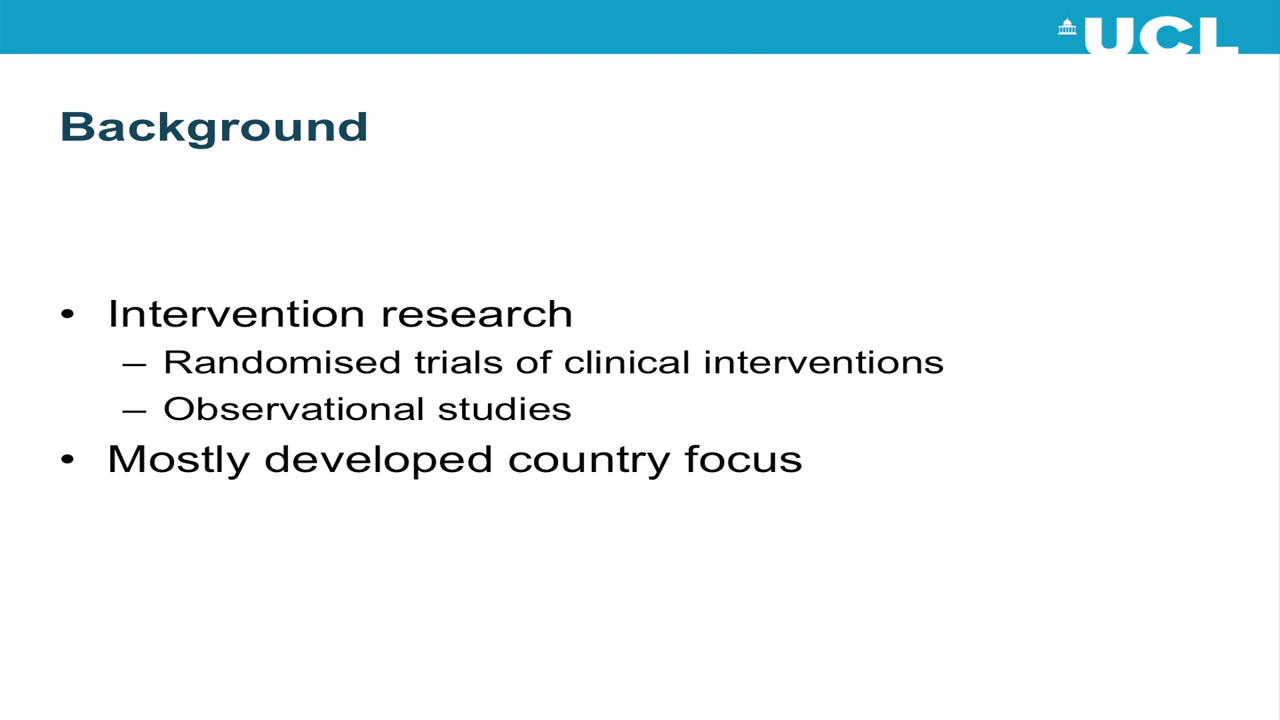 UCL
Background
• Intervention research
– Randomised trials of clinical interventions
– Observational studies
• Mostly developed country focus